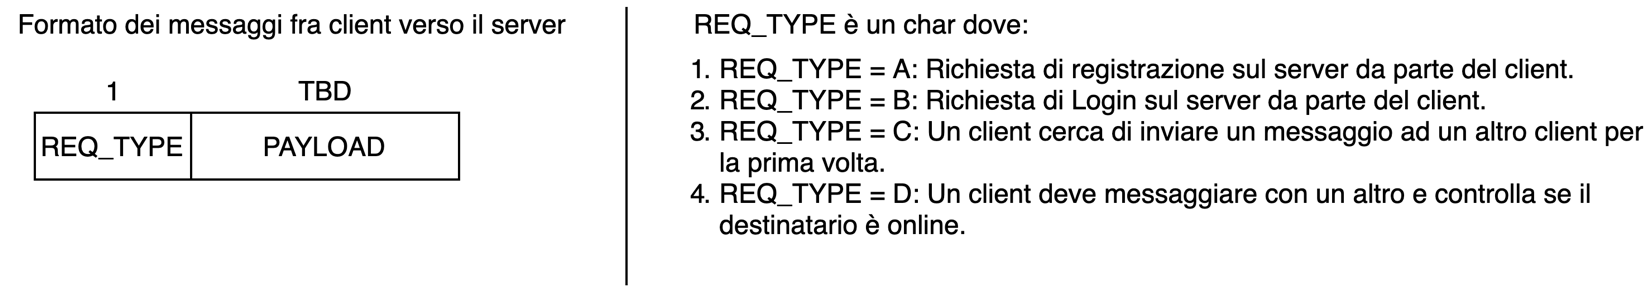 Formato dei messaggi fra client verso il server
1 TBD
REQ_TYPE PAYLOAD
REQ_TYPE è un char dove:
1. REQ_TYPE = A: Richiesta di registrazione sul server da parte del client.
2. REQ_TYPE = B: Richiesta di Login sul server da parte del client.
3. REQ_TYPE = C: Un client cerca di inviare un messaggio ad un altro client per
la prima volta.
4. REQ_TYPE = D: Un client deve messaggiare con un altro e controlla se il
destinatario è online.